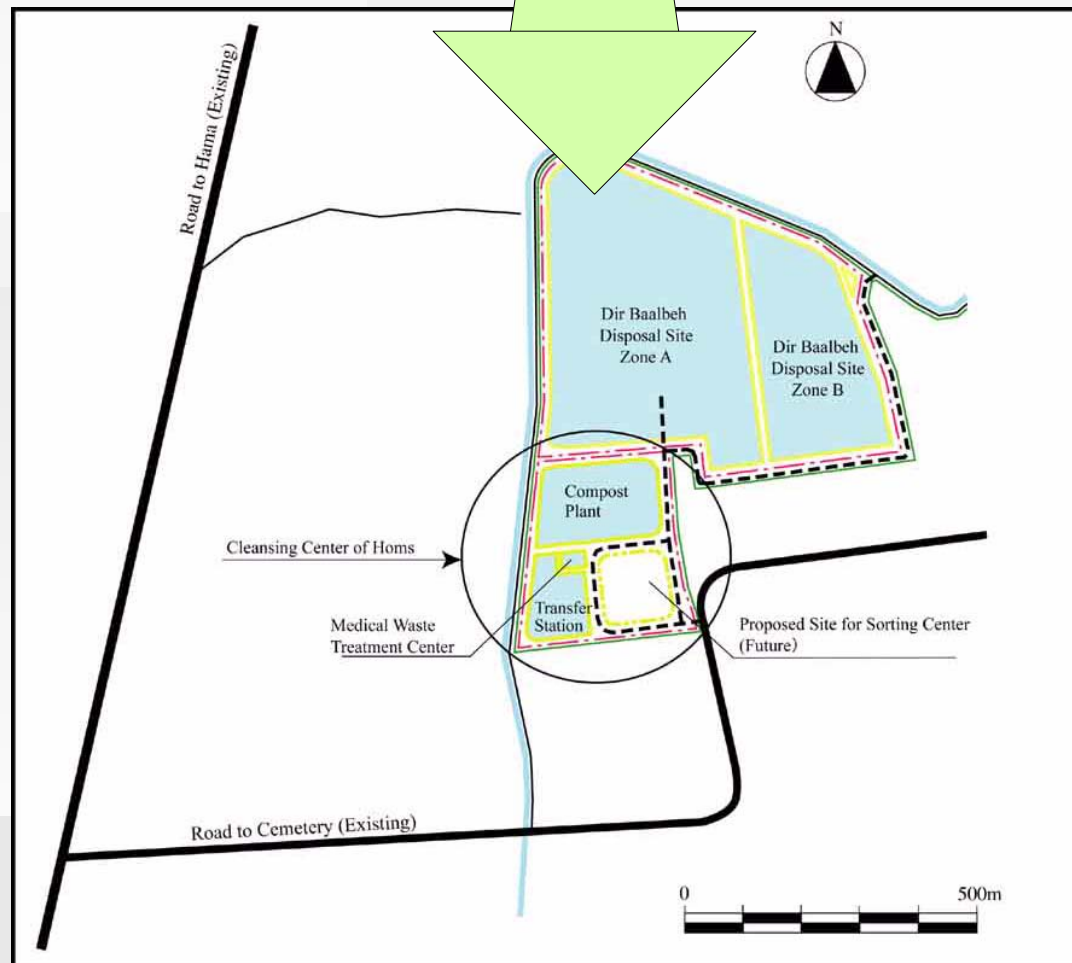 N
Road to Hama (Existing)
Dir Baalbeh
Disposal Site
Zone A
Dir Baalbeh
Disposal Site
Zone B
Compost
Plant
Cleansing Center of Homs
Transfer
Station
Medical Waste
Treatment Center
Proposed Site for Sorting Center
(Future)
Road to Cemetery (Existing)
0 500m